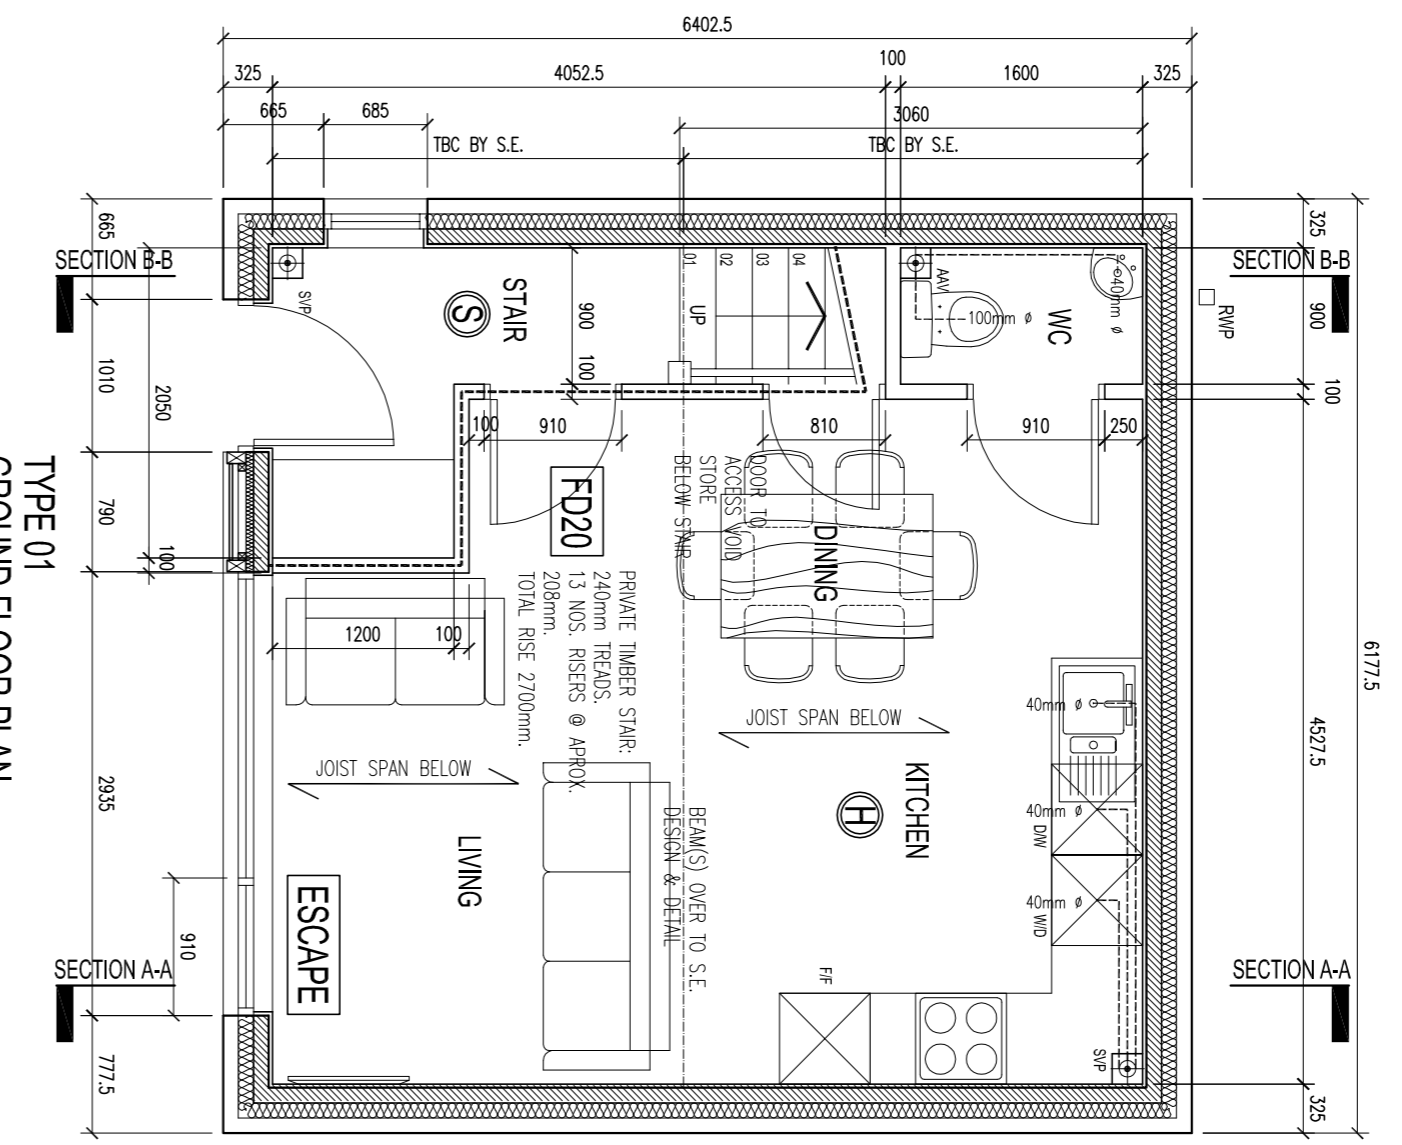 6402.5
325
4052.5
100
1600
325
665
685
3060
TBC BY S.E.
TBC BY S.E.
665
SECTION B-B
1010
2050
790
100
2935
910
SECTION A-A
777.5
325
SECTION B-B
900
100
6177.5
4527.5
SECTION A-A
325
RWP
SVP
STAIR
S
900
100
01
02
03
04
UP
AAV
100mm ø
40mm ø
WC
100
910
810
910
250
FD20
DOOR TO
ACCESS VOID
STORE
BELOW STAIR
DINING
PRIVATE TIMBER STAIR:
240mm TREADS.
13 NOS. RISERS @ APROX.
208mm.
TOTAL RISE 2700mm.
1200
100
JOIST SPAN BELOW
JOIST SPAN BELOW
KITCHEN
H
40mm ø
40mm ø
D/W
40mm ø
W/D
LIVING
BEAM(S) OVER TO S.E.
DESIGN & DETAIL
ESCAPE
F/F
SVP
TYPE 01
GROUND FLOOR PLAN